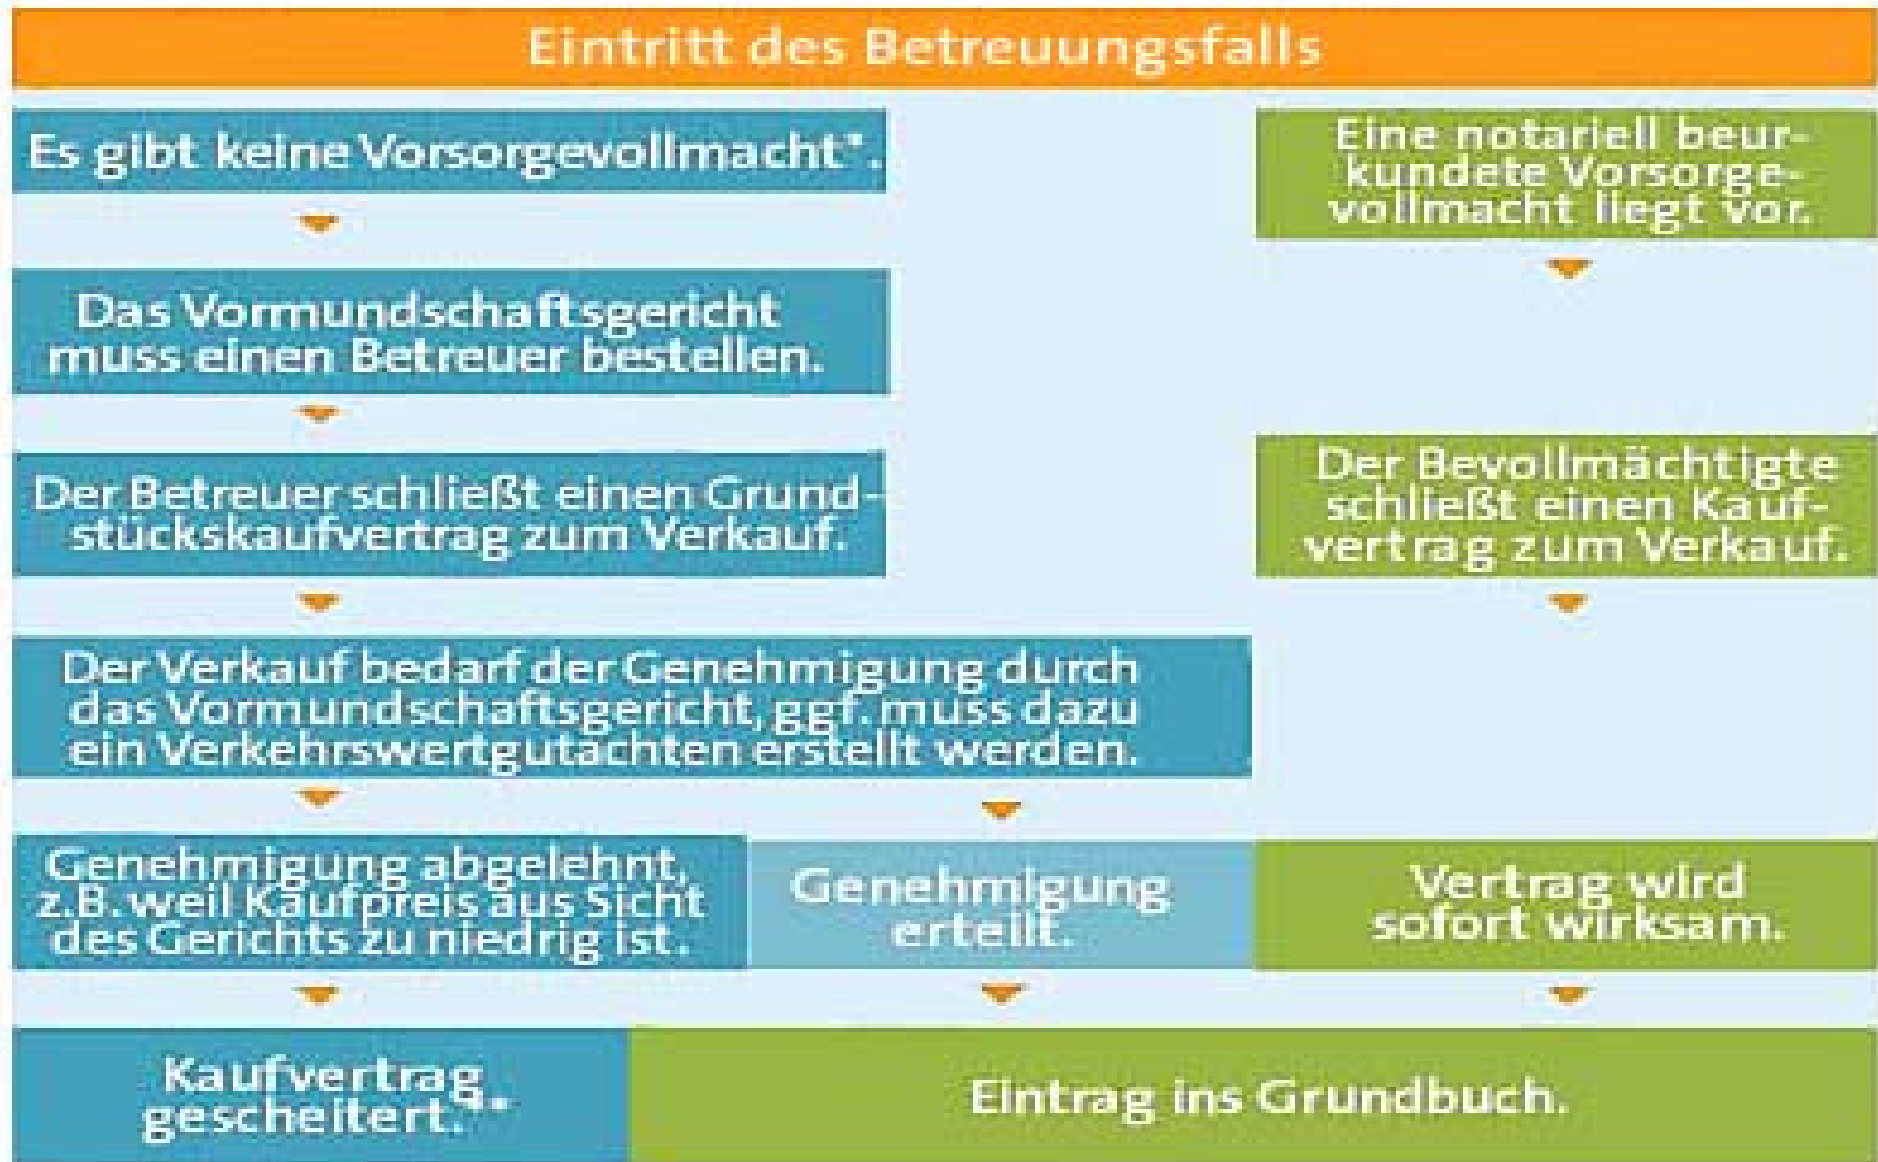 Eintritt des Betreuungsfalls
Es gibt keine Vorsorgevollmacht*.
Das Vormundschaftsgericht
muss einen Betreuer bestellen.
Der Betreuer schließt einen Grund-
stückskaufvertrag zum Verkauf.
Der Verkauf bedarf der Genehmigung durch
das Vormundschaftsgericht, ggf. muss dazu
ein Verkehrswertgutachten erstellt werden.
Genehmigung abgelehnt,
z.B. weil Kaufpreis aus Sicht
des Gerichts zu niedrig ist.
Kaufvertrag
gescheitert.**
Genehmigung
erteilt.
Eine notariell beur-
kundete Vorsorge-
vollmacht liegt vor.
Der Bevollmächtigte
schließt einen Kauf-
vertrag zum Verkauf.
Vertrag wird
sofort wirksam.
Eintrag ins Grundbuch.